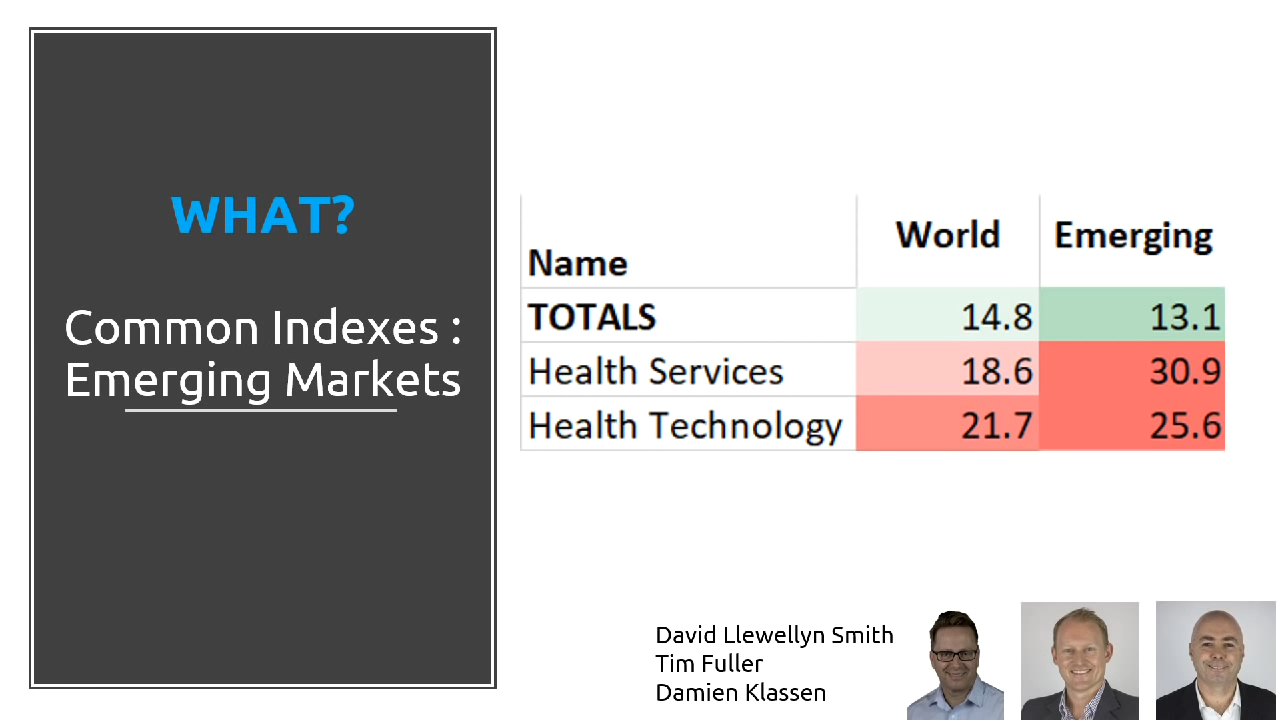 WHAT?
Common Indexes :
Emerging Markets
Name World Emerging
TOTALS 14.8 13.1
Health Services 18.6 30.9
Health Technology 21.7 25.6
David Llewellyn Smith
Tim Fuller
Damien Klassen